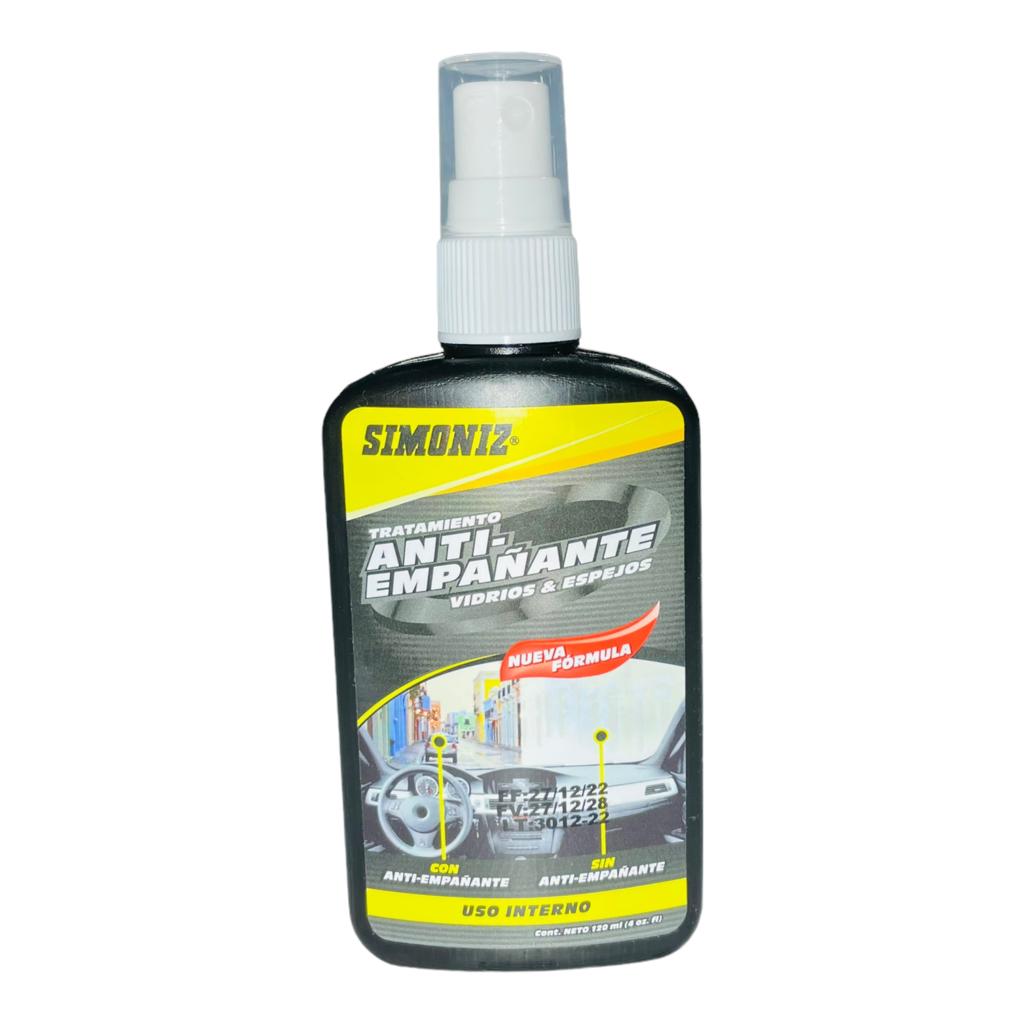 SIMONIZ®
TRATAMIENTO
ANTI-
EMPAÑANTE
VIDRIOS & ESPEJOS
NUEVA
FÓRMULA
FF:27/12/22
FV:27/12/28
LT:3012-22
CON
ANTI-EMPAÑANTE
SIN
ANTI-EMPAÑANTE
USO INTERNO
Cont. NETO 120 ml (4 oz. fl)